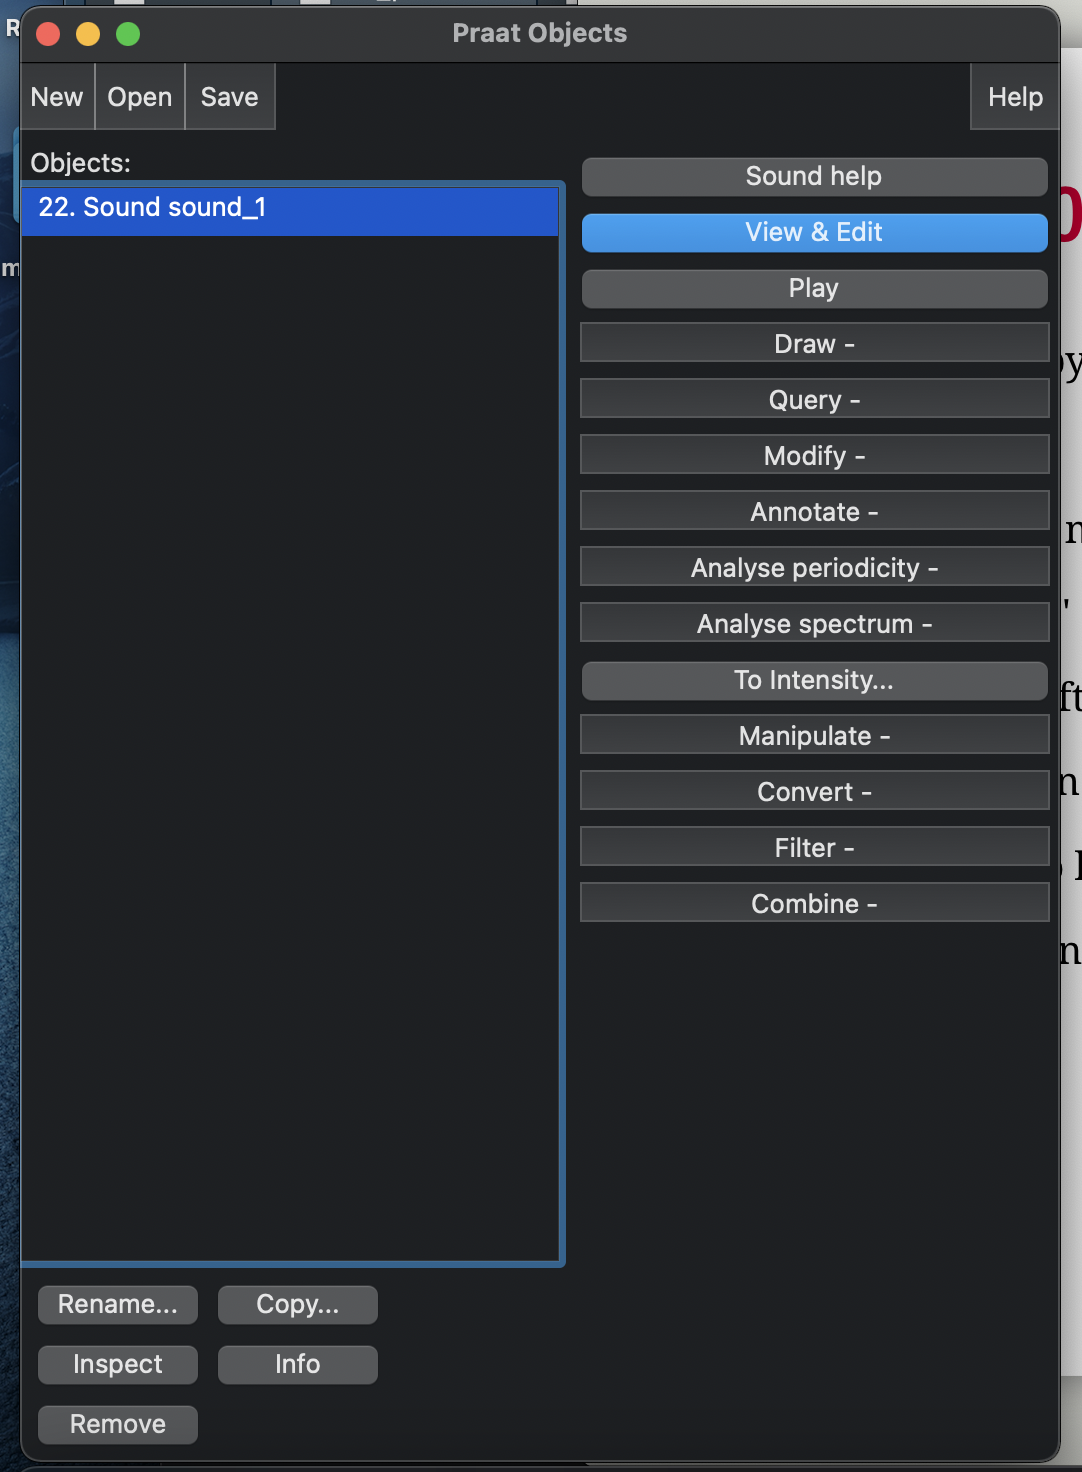 Praat Objects
New Open Save Help
Objects:
22. Sound sound_1
Sound help
View & Edit
Play
Draw -
Query -
Modify -
Annotate -
Analyse periodicity -
Analyse spectrum -
To Intensity...
Manipulate -
Convert -
Filter -
Combine -
Rename... Copy...
Inspect Info
Remove